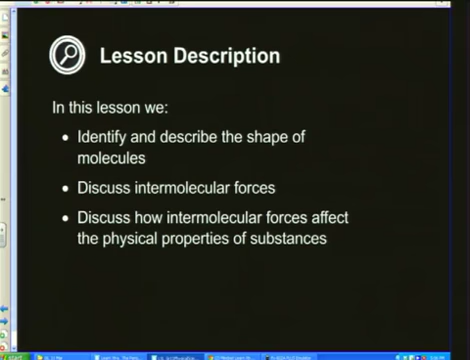 Lesson Description
In this lesson we:
• Identify and describe the shape of
molecules
• Discuss intermolecular forces
• Discuss how intermolecular forces affect
the physical properties of substances
start